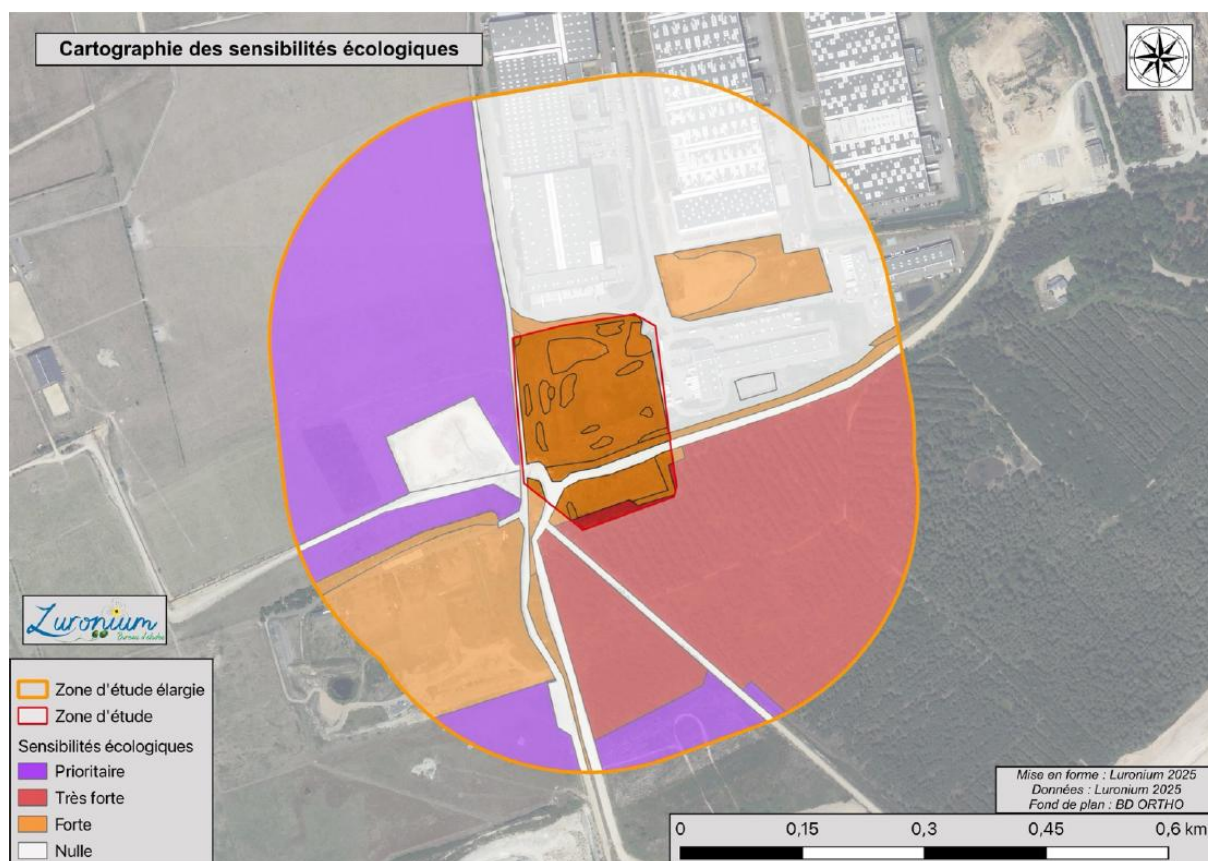 Cartographie des sensibilités écologiques
Luronium
Bureau d'études
Zone d'étude élargie
Zone d'étude
Sensibilités écologiques
Prioritaire
Très forte
Forte
Nulle
Mise en forme : Luronium 2025
Données : Luronium 2025
Fond de plan : BD ORTHO
0 0,15 0,3 0,45 0,6 km